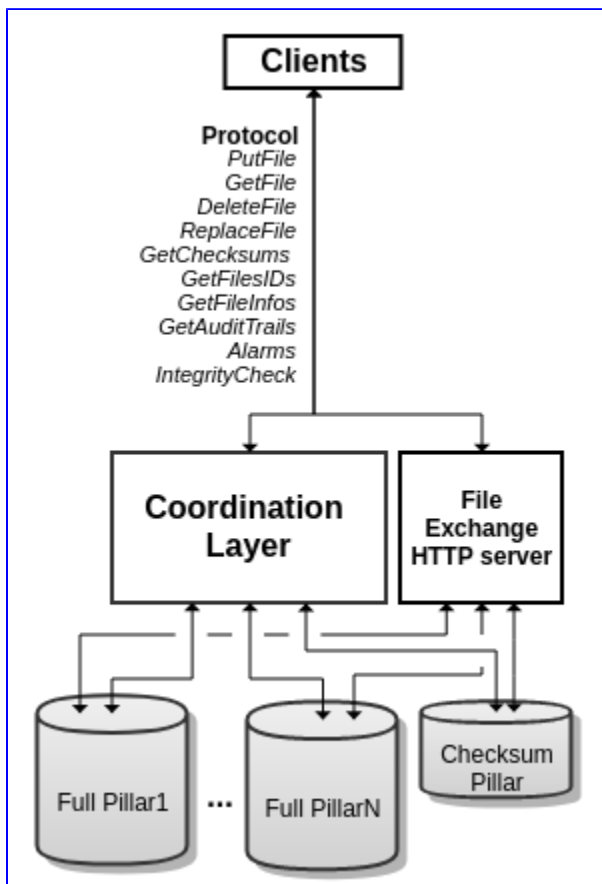 Clients
Protocol
PutFile
GetFile
DeleteFile
ReplaceFile
GetChecksums
GetFilesIDs
GetFileInfos
GetAuditTrails
Alarms
IntegrityCheck
Coordination
Layer
File
Exchange
HTTP server
Full Pillar1
...
Full PillarN
Checksum
Pillar